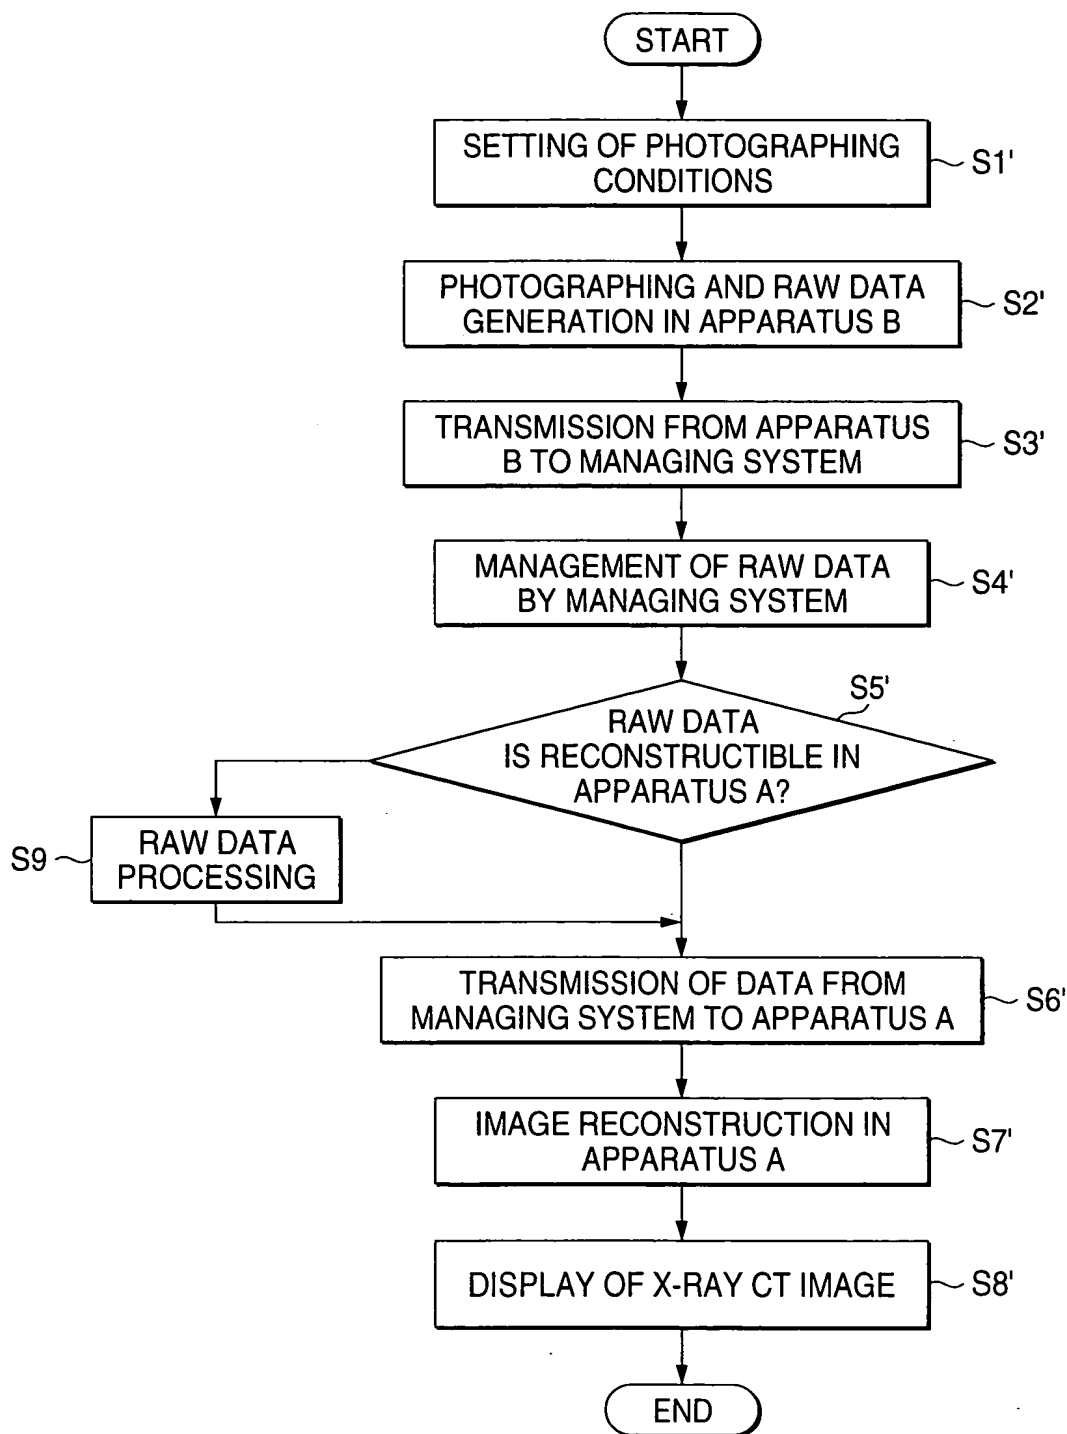 START
SETTING OF PHOTOGRAPHING
CONDITIONS
S1'
PHOTOGRAPHING AND RAW DATA
GENERATION IN APPARATUS B
S2'
TRANSMISSION FROM APPARATUS
B TO MANAGING SYSTEM
S3'
MANAGEMENT OF RAW DATA
BY MANAGING SYSTEM
S4'
S5'
RAW DATA
IS RECONSTRUCTIBLE IN
APPARATUS A?
S9
RAW DATA
PROCESSING
TRANSMISSION OF DATA FROM
MANAGING SYSTEM TO APPARATUS A
S6'
IMAGE RECONSTRUCTION IN
APPARATUS A
S7'
DISPLAY OF X-RAY CT IMAGE
S8'
END